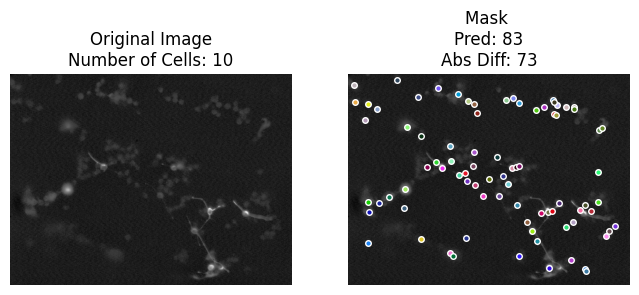 Original Image
Number of Cells: 10
Mask
Pred: 83
Abs Diff: 73